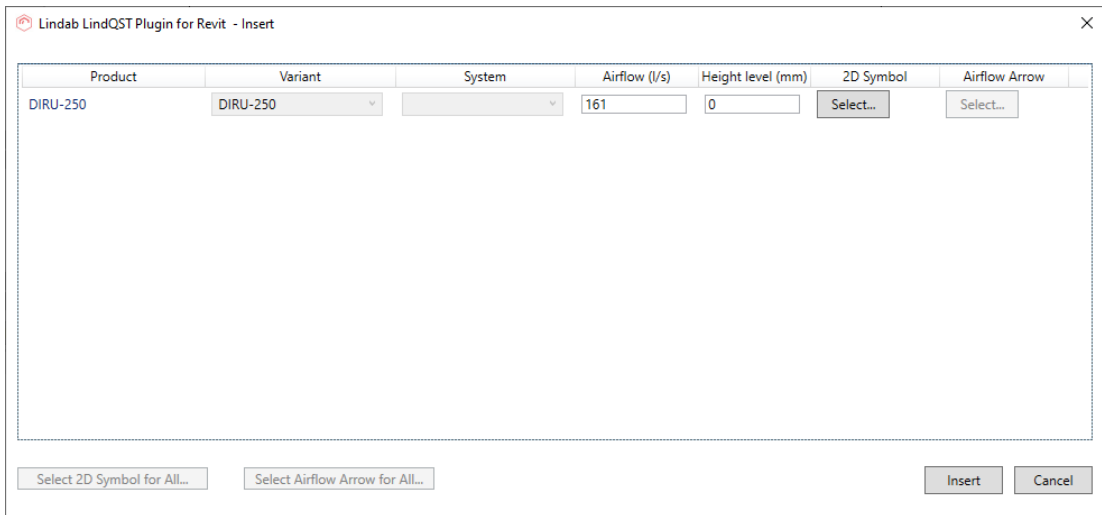 Lindab LindQST Plugin for Revit - Insert
Product Variant System Airflow (l/s) Height level (mm) 2D Symbol Airflow Arrow
DIRU-250 DIRU-250 161 0 Select... Select...
Select 2D Symbol for All... Select Airflow Arrow for All... Insert Cancel